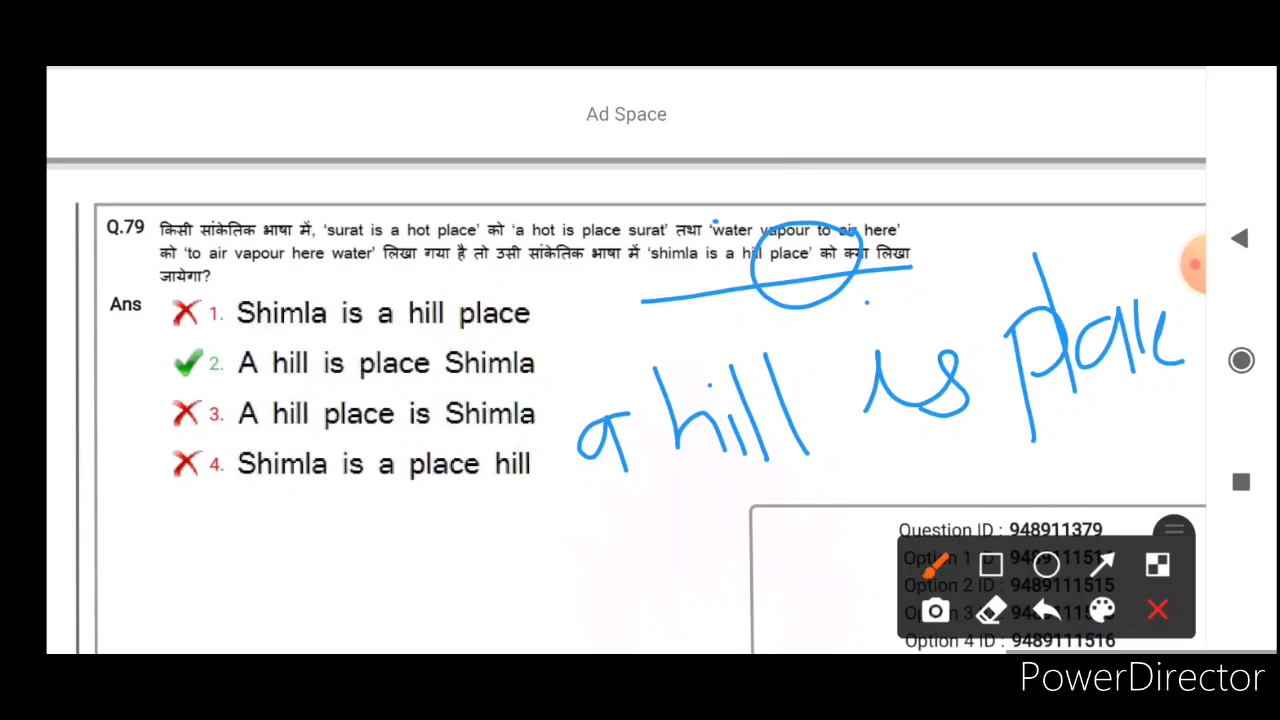 Ad Space
Q.79 किसी सांकेतिक भाषा में, 'surat is a hot place' को 'a hot is place surat' तथा 'water vapour to air here'
को 'to air vapour here water' लिखा गया है तो उसी सांकेतिक भाषा में 'shimla is a hill place' को क्या लिखा
जायेगा?
Ans 1. Shimla is a hill place
2. A hill is place Shimla
3. A hill place is Shimla
4. Shimla is a place hill
a hill is place
Question ID : 948911379
Option 1 ID :
Option 2 ID :
Option 4 ID : 9489111516
PowerDirector